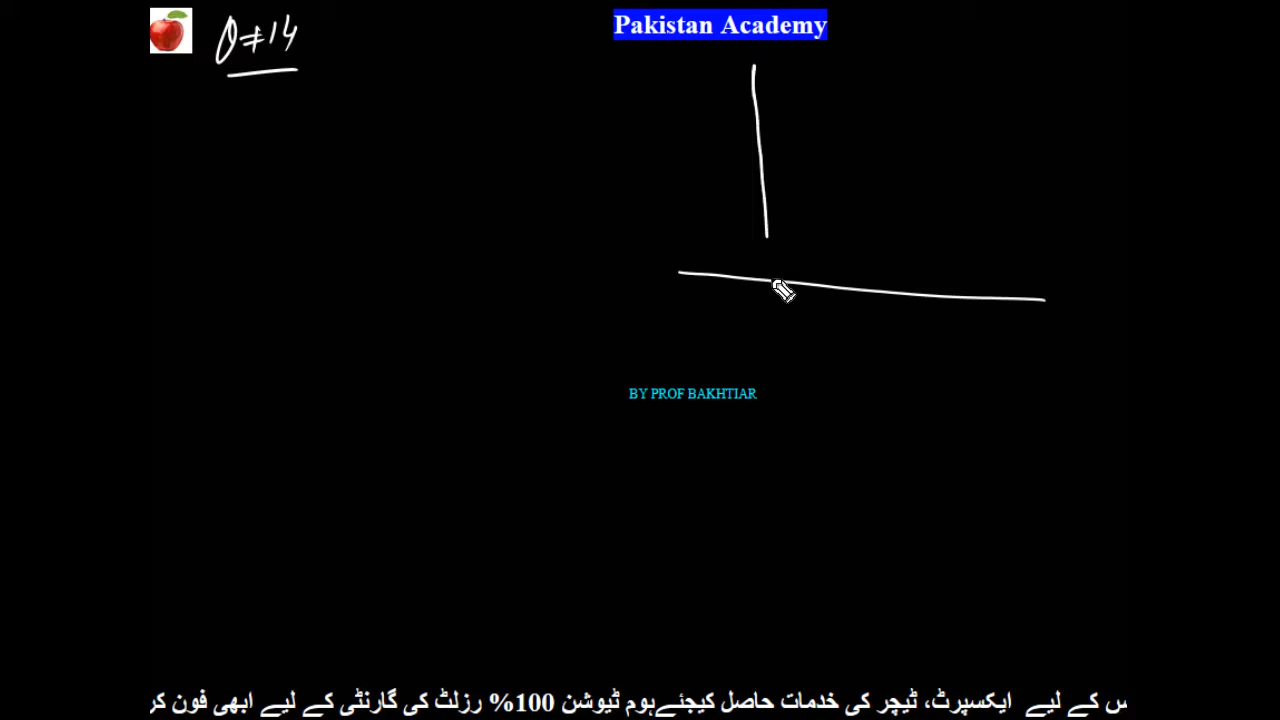 Q#14
Pakistan Academy
BY PROF BAKHTIAR
س کے لیے ایکسپرٹ، ٹیچر کی خدمات حاصل کیجئےہوم ٹیوشن 100% رزلٹ کی گارنٹی کے لیے ابھی فون کر